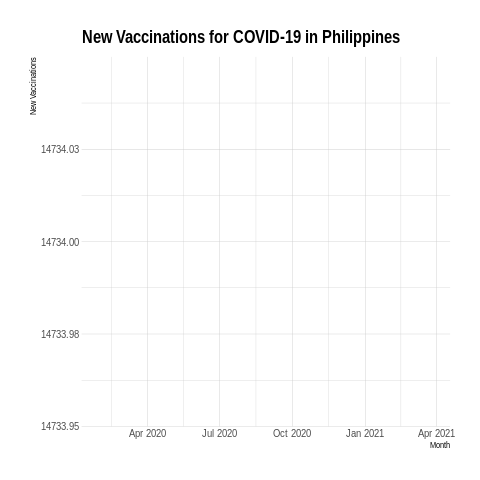 New Vaccinations for COVID-19 in Philippines
New Vaccinations
14734.03
14734.00
14733.98
14733.95
Apr 2020
Jul 2020
Oct 2020
Jan 2021
Apr 2021
Month